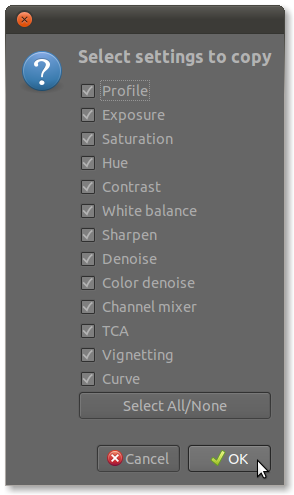 Select settings to copy
Profile
Exposure
Saturation
Hue
Contrast
White balance
Sharpen
Denoise
Color denoise
Channel mixer
TCA
Vignetting
Curve
Select All/None
Cancel
OK